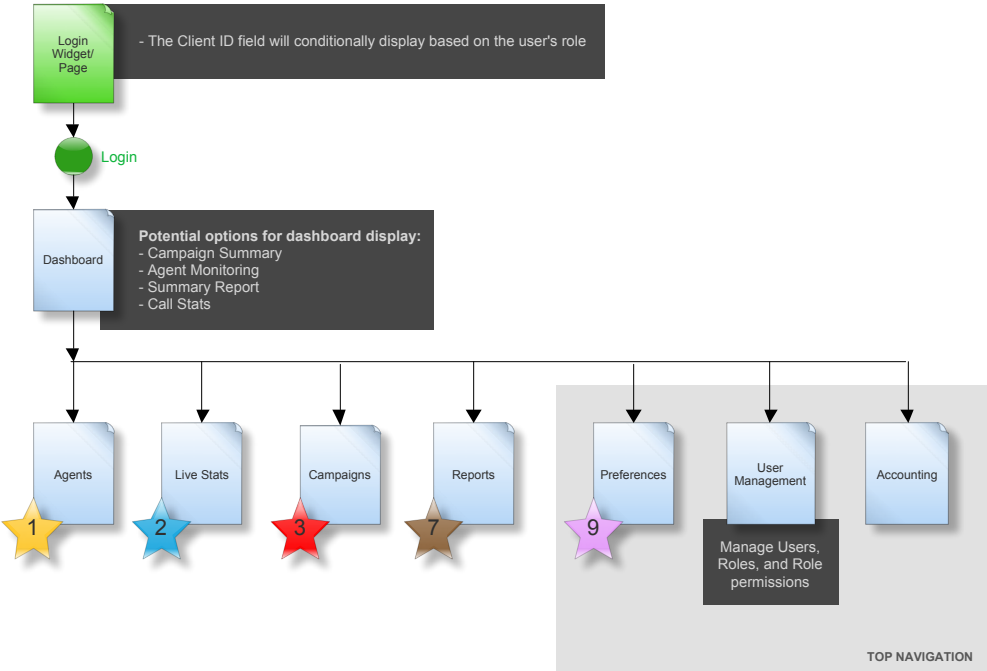 Login
Widget/
Page
- The Client ID field will conditionally display based on the user's role
Login
Dashboard
Potential options for dashboard display:
- Campaign Summary
- Agent Monitoring
- Summary Report
- Call Stats
Agents
Live Stats
Campaigns
Reports
Preferences
User
Management
Accounting
1
2
3
7
9
Manage Users,
Roles, and Role
permissions
TOP NAVIGATION